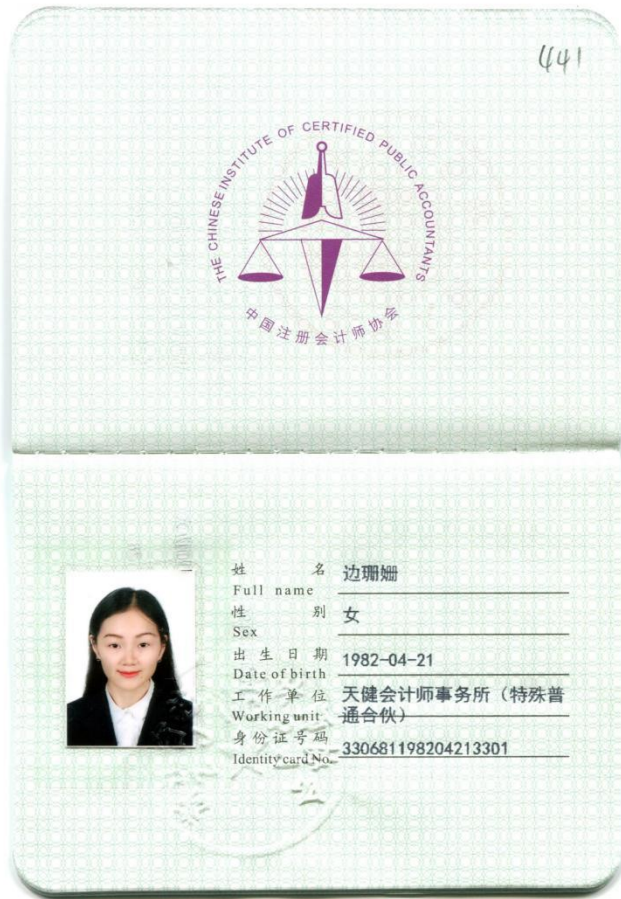 441
THE CHINESE INSTITUTE OF CERTIFIED PUBLIC ACCOUNTANTS
中国注册会计师协会
姓 名 边珊姗
Full name
性 别 女
Sex
出生日期 1982-04-21
Date of birth
工作单位 天健会计师事务所（特殊普
Working unit 通合伙）
身份证号码 330681198204213301
Identity card No.